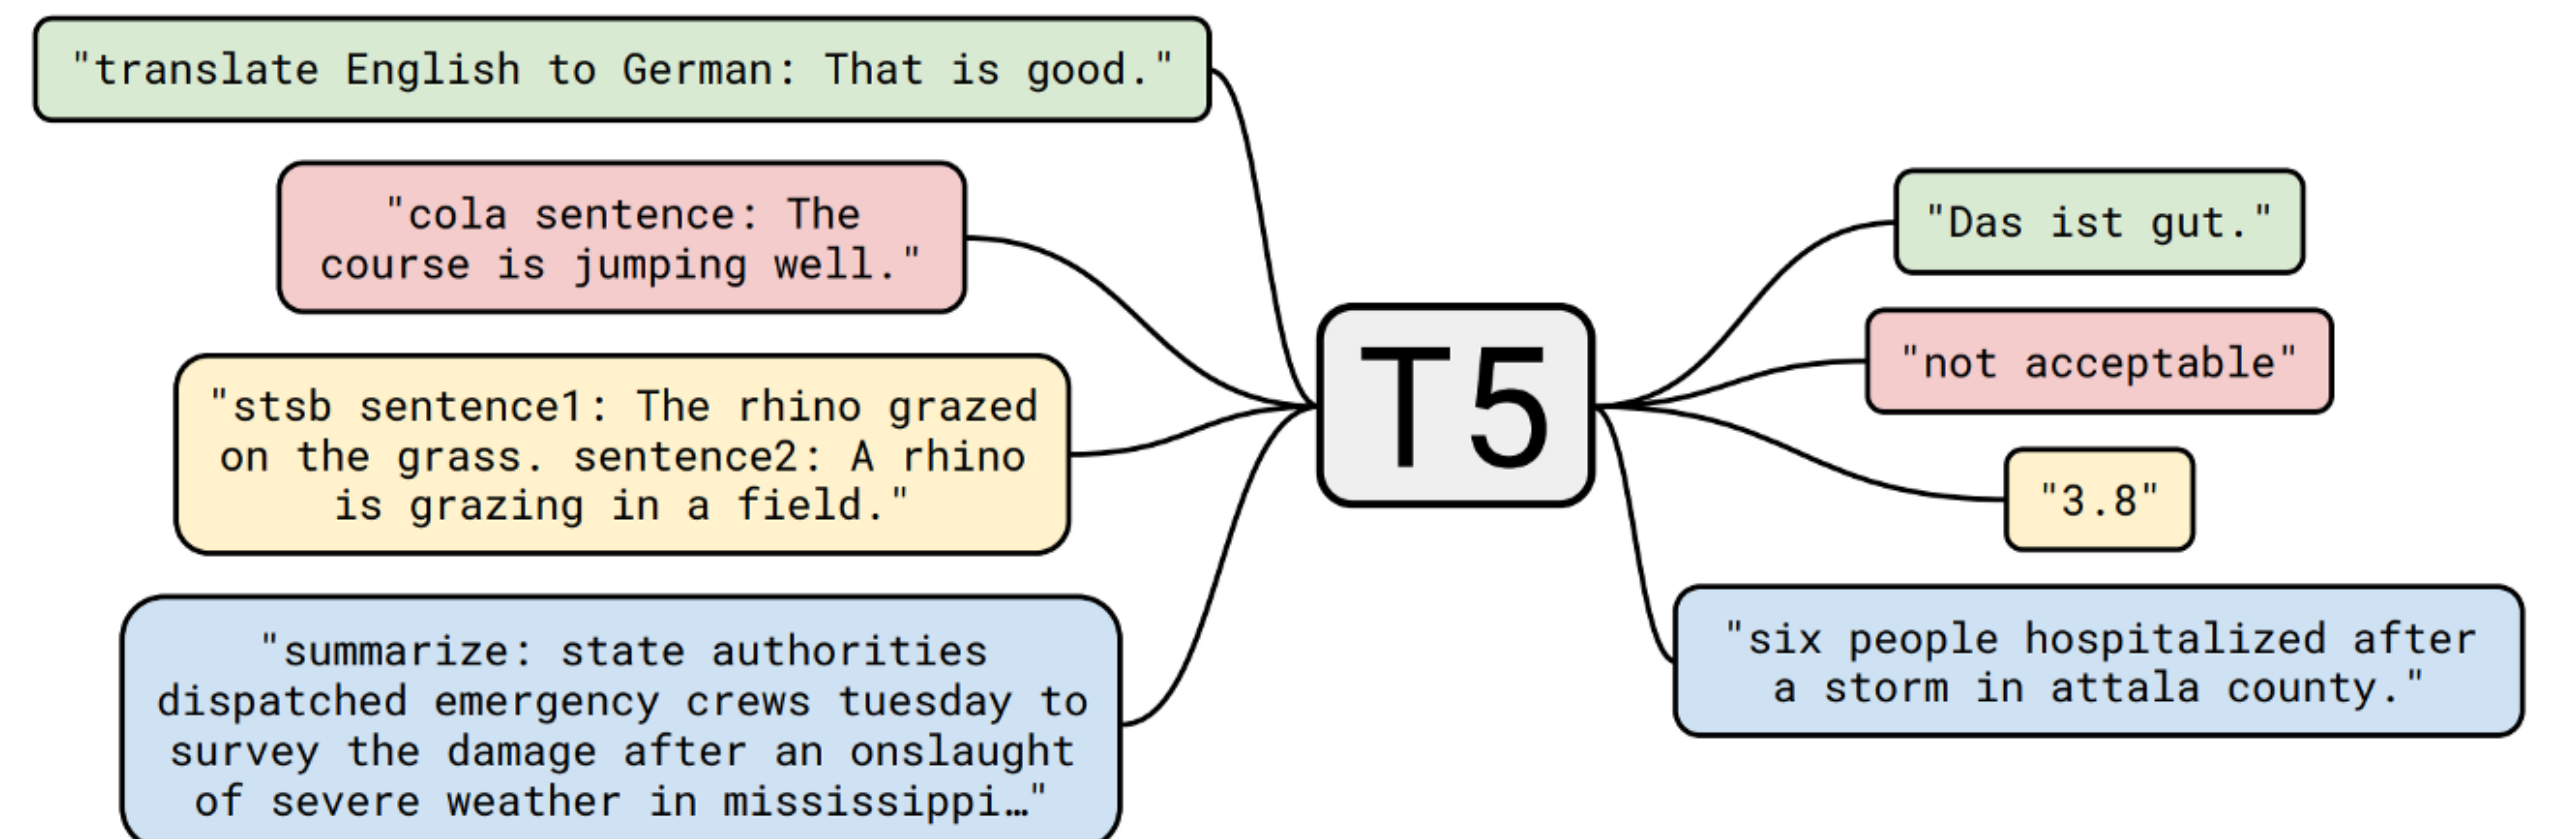 "translate English to German: That is good."
"cola sentence: The
course is jumping well."
"stsb sentence1: The rhino grazed
on the grass. sentence2: A rhino
is grazing in a field."
"summarize: state authorities
dispatched emergency crews tuesday to
survey the damage after an onslaught
of severe weather in mississippi…"
T5
"Das ist gut."
"not acceptable"
"3.8"
"six people hospitalized after
a storm in attala county."